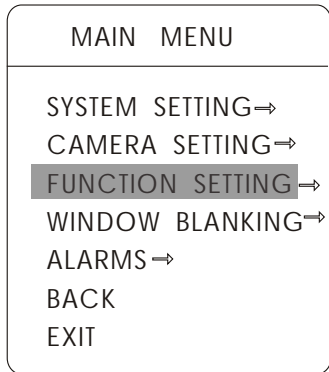 MAIN MENU
SYSTEM SETTING⇒
CAMERA SETTING⇒
FUNCTION SETTING⇒
WINDOW BLANKING⇒
ALARMS⇒
BACK
EXIT